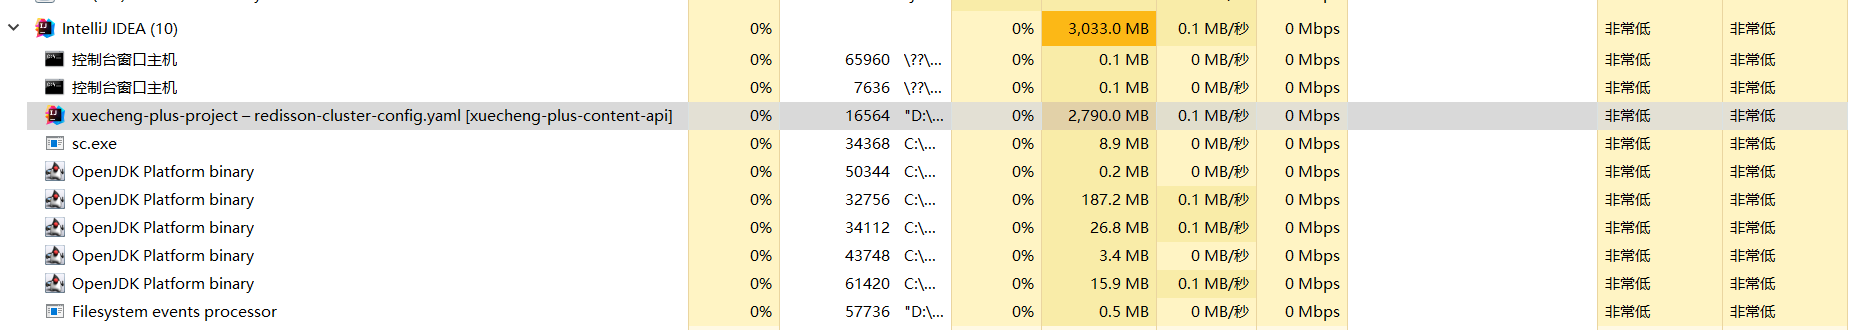 IntelliJ IDEA (10) 0% 0% 3,033.0 MB 0.1 MB/秒 0 Mbps 非常低 非常低
控制台窗口主机 0% 65960 \??\... 0% 0.1 MB 0 MB/秒 0 Mbps 非常低 非常低
控制台窗口主机 0% 7636 \??\... 0% 0.1 MB 0 MB/秒 0 Mbps 非常低 非常低
xuecheng-plus-project – redisson-cluster-config.yaml [xuecheng-plus-content-api] 0% 16564 "D:\... 0% 2,790.0 MB 0.1 MB/秒 0 Mbps 非常低 非常低
sc.exe 0% 34368 C:\... 0% 8.9 MB 0 MB/秒 0 Mbps 非常低 非常低
OpenJDK Platform binary 0% 50344 C:\... 0% 0.2 MB 0 MB/秒 0 Mbps 非常低 非常低
OpenJDK Platform binary 0% 32756 C:\... 0% 187.2 MB 0.1 MB/秒 0 Mbps 非常低 非常低
OpenJDK Platform binary 0% 34112 C:\... 0% 26.8 MB 0.1 MB/秒 0 Mbps 非常低 非常低
OpenJDK Platform binary 0% 43748 C:\... 0% 3.4 MB 0 MB/秒 0 Mbps 非常低 非常低
OpenJDK Platform binary 0% 61420 C:\... 0% 15.9 MB 0.1 MB/秒 0 Mbps 非常低 非常低
Filesystem events processor 0% 57736 "D:\... 0% 0.5 MB 0 MB/秒 0 Mbps 非常低 非常低